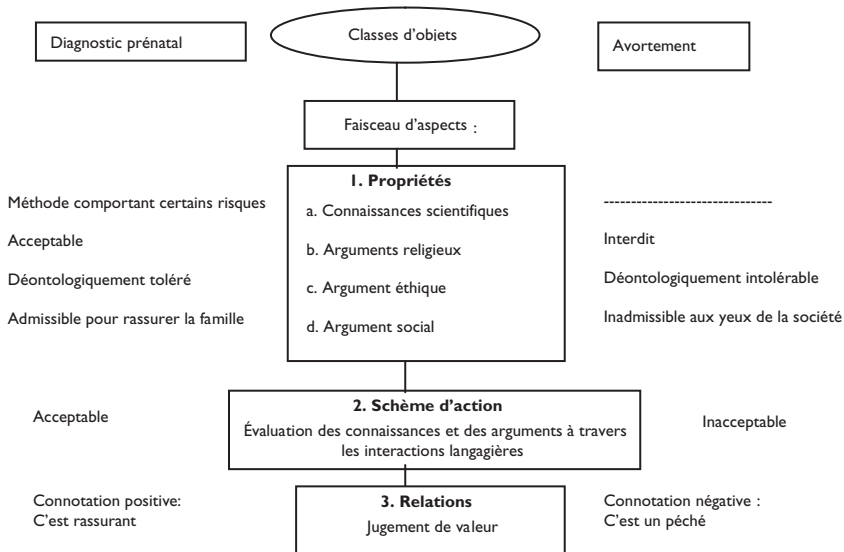 Diagnostic prénatal
Classes d'objets
Avortement
Faisceau d'aspects :
1. Propriétés
Méthode comportant certains risques
a. Connaissances scientifiques
-------------------------------
Acceptable
b. Arguments religieux
Interdit
Déontologiquement toléré
c. Argument éthique
Déontologiquement intolérable
Admissible pour rassurer la famille
d. Argument social
Inadmissible aux yeux de la société
Acceptable
2. Schème d'action
Évaluation des connaissances et des arguments à travers
les interactions langagières
Inacceptable
Connotation positive:
C'est rassurant
3. Relations
Jugement de valeur
Connotation négative :
C'est un péché